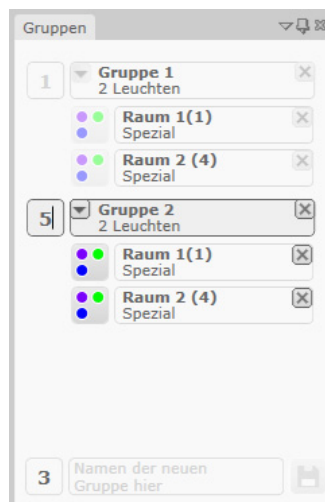 Gruppen
1 Gruppe 1
2 Leuchten
Raum 1(1)
Spezial
Raum 2 (4)
Spezial
5 Gruppe 2
2 Leuchten
Raum 1(1)
Spezial
Raum 2 (4)
Spezial
3 Namen der neuen
Gruppe hier